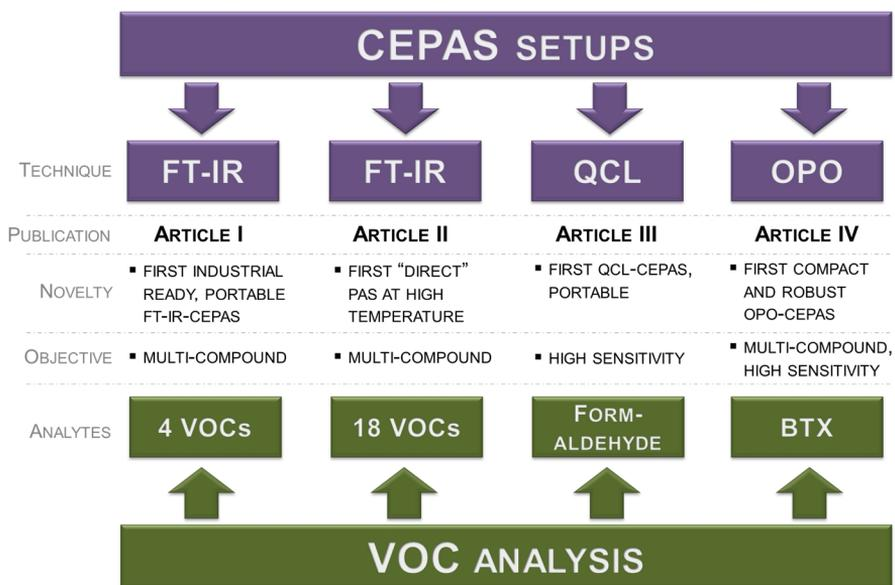 CEPAS SETUPS
TECHNIQUE
FT-IR
FT-IR
QCL
OPO
PUBLICATION
ARTICLE I
ARTICLE II
ARTICLE III
ARTICLE IV
NOVELTY
▪ FIRST INDUSTRIAL
READY, PORTABLE
FT-IR-CEPAS
▪ FIRST “DIRECT”
PAS AT HIGH
TEMPERATURE
▪ FIRST QCL-CEPAS,
PORTABLE
▪ FIRST COMPACT
AND ROBUST
OPO-CEPAS
OBJECTIVE
▪ MULTI-COMPOUND
▪ MULTI-COMPOUND
▪ HIGH SENSITIVITY
▪ MULTI-COMPOUND,
HIGH SENSITIVITY
ANALYTES
4 VOCs
18 VOCs
FORM-
ALDEHYDE
BTX
VOC ANALYSIS